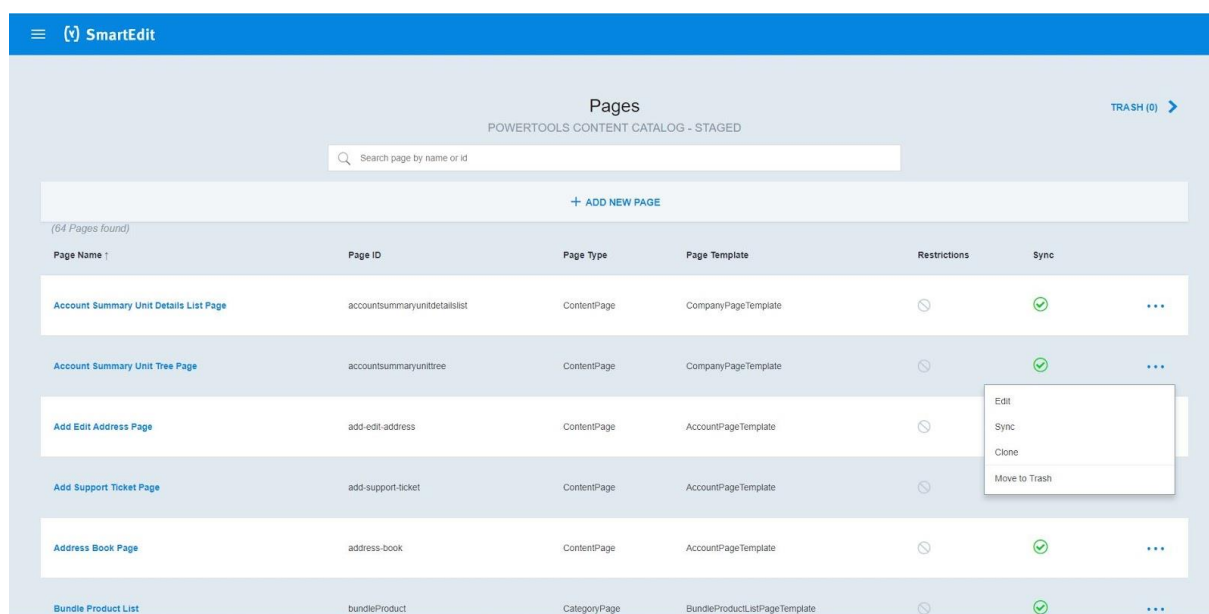 SmartEdit
Pages
TRASH (0)
POWERTOOLS CONTENT CATALOG - STAGED
Search page by name or id
+ ADD NEW PAGE
(64 Pages found)
Page Name ↑ Page ID Page Type Page Template Restrictions Sync
Account Summary Unit Details List Page accountsummaryunitdetailslist ContentPage CompanyPageTemplate
Account Summary Unit Tree Page accountsummaryunittree ContentPage CompanyPageTemplate
Edit
Add Edit Address Page add-edit-address ContentPage AccountPageTemplate
Sync
Clone
Move to Trash
Add Support Ticket Page add-support-ticket ContentPage AccountPageTemplate
Address Book Page address-book ContentPage AccountPageTemplate
Bundle Product List bundleProduct CategoryPage BundleProductListPageTemplate